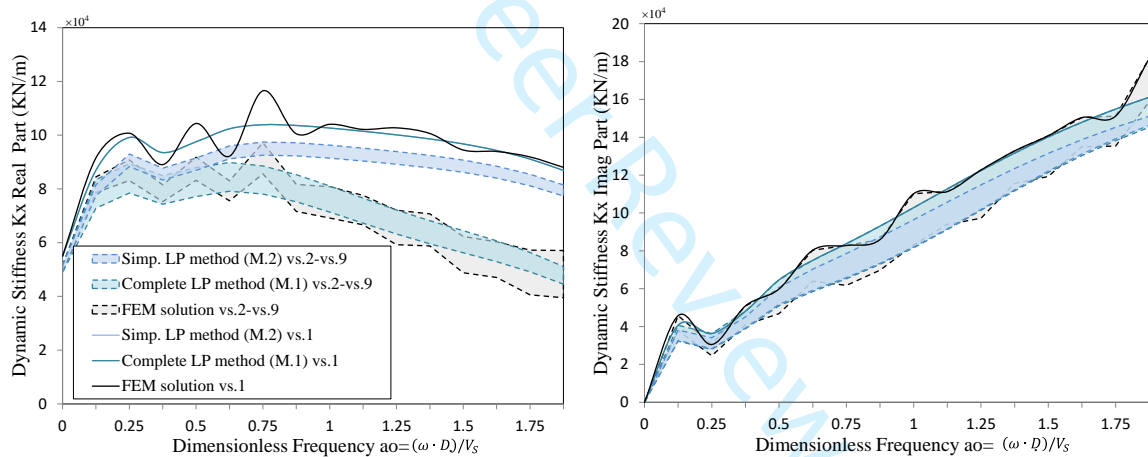 ×10⁴
14
12
10
8
6
4
2
0
Dynamic Stiffness Kx Real Part (KN/m)
Simp. LP method (M.2) vs.2-vs.9
Complete LP method (M.1) vs.2-vs.9
FEM solution vs.2-vs.9
Simp. LP method (M.2) vs.1
Complete LP method (M.1) vs.1
FEM solution vs.1
0 0.25 0.5 0.75 1 1.25 1.5 1.75
Dimensionless Frequency ao= (ω · D)/V_S
×10⁴
20
18
16
14
12
10
8
6
4
2
0
Dynamic Stiffness Kx Imag Part (KN/m)
0 0.25 0.5 0.75 1 1.25 1.5 1.75
Dimensionless Frequency ao= (ω · D)/V_S
eer Review